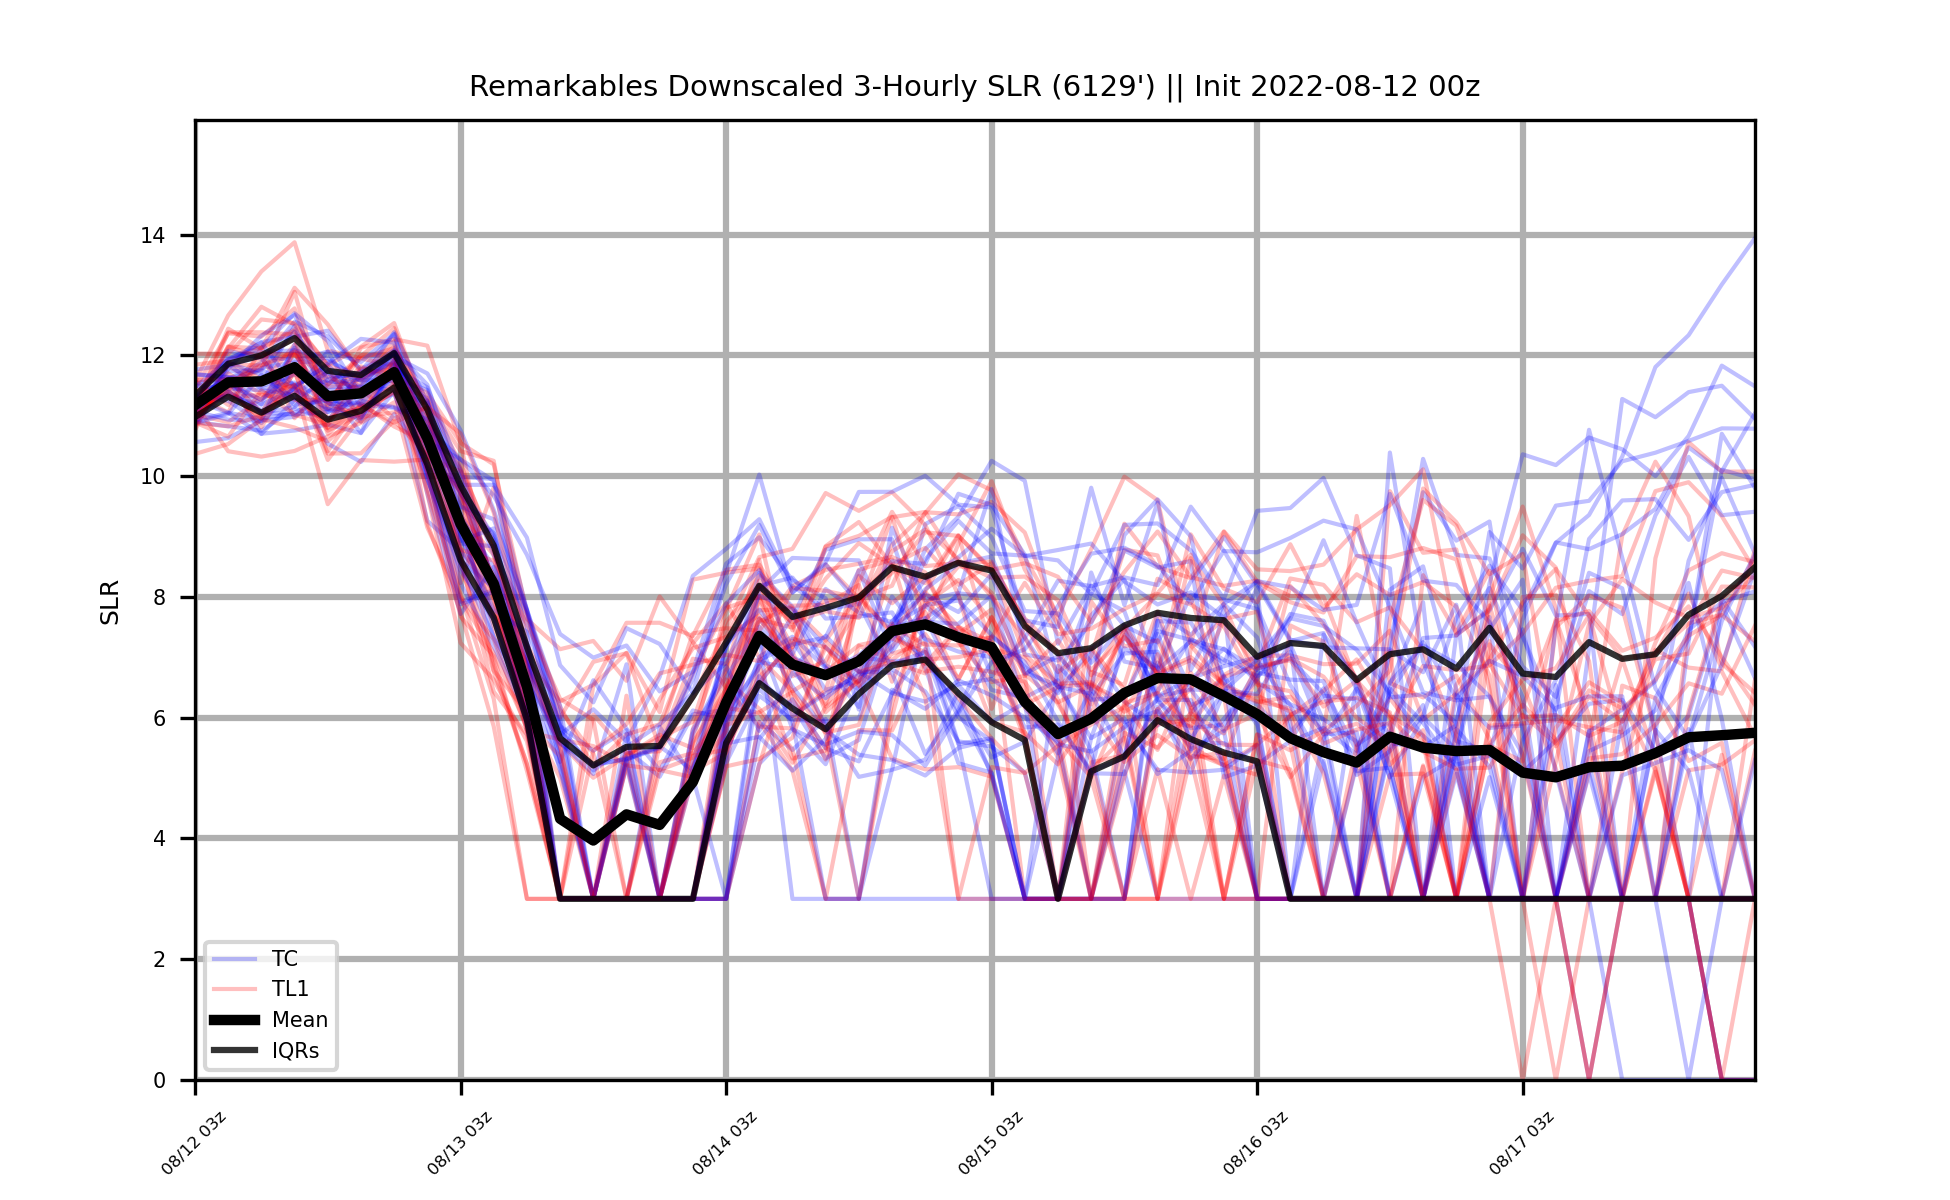 Remarkables Downscaled 3-Hourly SLR (6129') || Init 2022-08-12 00z
SLR
14
12
10
8
6
4
2
0
TC
TL1
Mean
IQRs
08/12 03z
08/13 03z
08/14 03z
08/15 03z
08/16 03z
08/17 03z